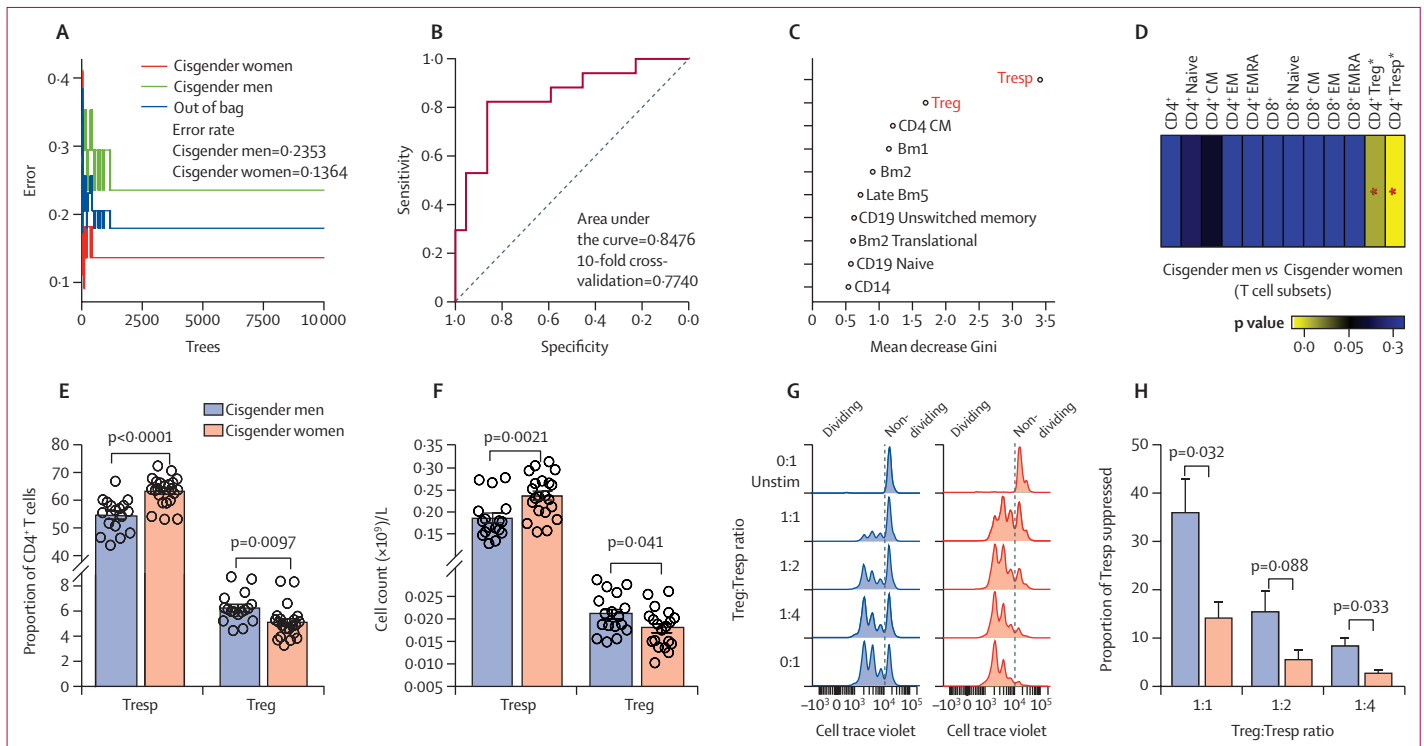 A
0·4
0·3
0·2
0·1
Error
0
2500
5000
7500
10000
Trees
Cisgender women
Cisgender men
Out of bag
Error rate
Cisgender men=0·2353
Cisgender women=0·1364
B
1·0
0·8
0·6
0·4
0·2
0
Sensitivity
1·0
0·8
0·6
0·4
0·2
0·0
Specificity
Area under
the curve=0·8476
10-fold cross-
validation=0·7740
C
Tresp
Treg
CD4 CM
Bm1
Bm2
Late Bm5
CD19 Unswitched memory
Bm2 Translational
CD19 Naive
CD14
0
0·5
1·0
1·5
2·0
2·5
3·0
3·5
Mean decrease Gini
D
CD4⁺
CD4⁺ Naive
CD4⁺ CM
CD4⁺ EM
CD4⁺ EMRA
CD8⁺
CD8⁺ Naive
CD8⁺ CM
CD8⁺ EM
CD8⁺ EMRA
CD4⁺Treg*
CD4⁺Tresp*
* *
Cisgender men vs Cisgender women
(T cell subsets)
p value
0·0
0·05
0·3
E
Cisgender men
Cisgender women
80
70
60
50
40
8
6
4
2
0
Proportion of CD4⁺ T cells
p<0·0001
p=0·0097
Tresp
Treg
F
0·35
0·30
0·25
0·20
0·15
0·025
0·020
0·015
0·010
0·005
Cell count (×10⁹)/L
p=0·0021
p=0·041
Tresp
Treg
G
Dividing
Non-
dividing
Dividing
Non-
dividing
0:1
Unstim
1:1
1:2
1:4
0:1
Treg:Tresp ratio
−10³ 0 10³ 10⁴ 10⁵
Cell trace violet
−10³ 0 10³ 10⁴ 10⁵
Cell trace violet
H
50
40
30
20
10
0
Proportion of Tresp suppressed
p=0·032
p=0·088
p=0·033
1:1
1:2
1:4
Treg:Tresp ratio